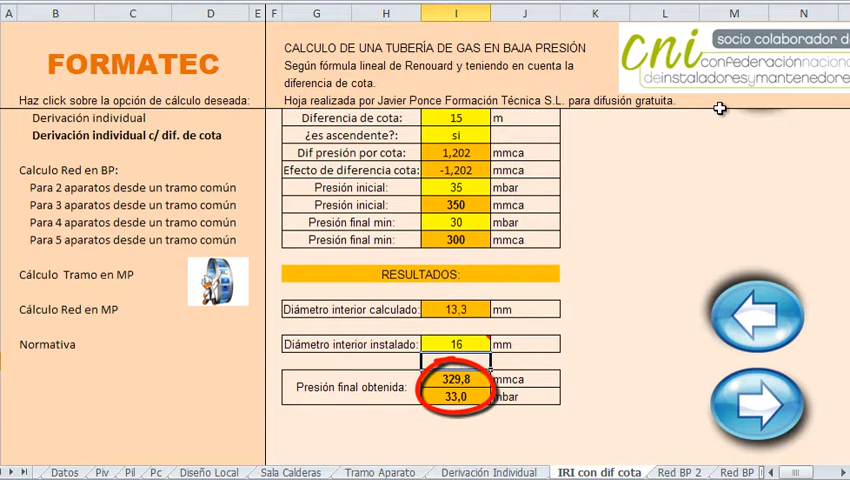 A B C D E F G H I J K L M N
FORMATEC
Haz click sobre la opción de cálculo deseada:
CALCULO DE UNA TUBERÍA DE GAS EN BAJA PRESIÓN
Según fórmula lineal de Renouard y teniendo en cuenta la
diferencia de cota.
Hoja realizada por Javier Ponce Formación Técnica S.L. para difusión gratuita.
cni
socio colaborador d
confederaciónnacion
deinstaladoresymantenedore
Derivación individual
Derivación individual c/ dif. de cota
Calculo Red en BP:
Para 2 aparatos desde un tramo común
Para 3 aparatos desde un tramo común
Para 4 aparatos desde un tramo común
Para 5 aparatos desde un tramo común
Cálculo Tramo en MP
Cálculo Red en MP
Normativa
Diferencia de cota: 15 m
¿es ascendente?: si
Dif presión por cota: 1,202 mmca
Efecto de diferencia cota: -1,202 mmca
Presión inicial: 35 mbar
Presión inicial: 350 mmca
Presión final min: 30 mbar
Presión final min: 300 mmca
RESULTADOS:
Diámetro interior calculado: 13,3 mm
Diámetro interior instalado: 16 mm
Presión final obtenida: 329,8 mmca
33,0 mbar
Datos Piv Pil Pc Diseño Local Sala Calderas Tramo Aparato Derivación Individual IRI con dif cota Red BP 2 Red BP